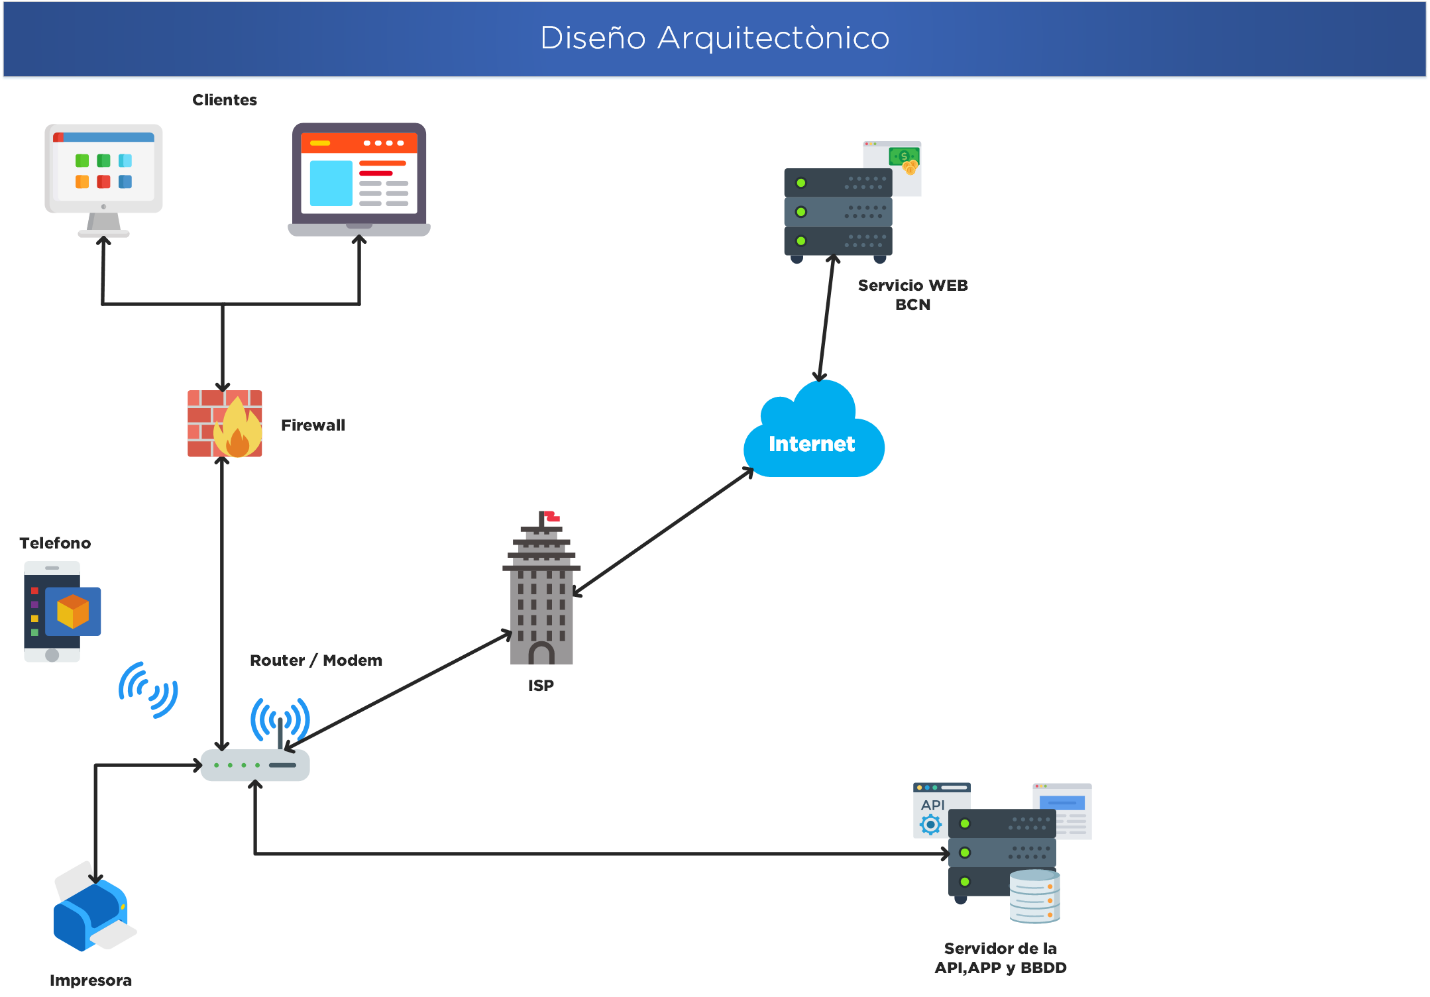 Diseño Arquitectònico
Clientes
Servicio WEB
BCN
Firewall
Internet
Telefono
Router / Modem
ISP
API
Servidor de la
API,APP y BBDD
Impresora